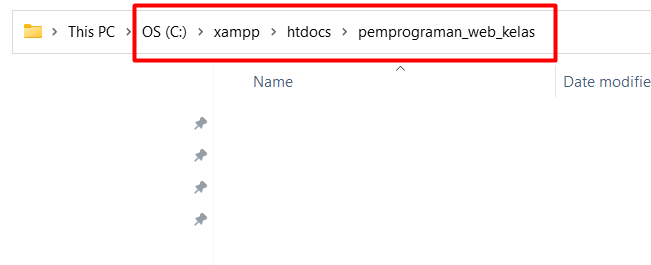 This PC > OS (C:) > xampp > htdocs > pemprograman_web_kelas
Name Date modifie